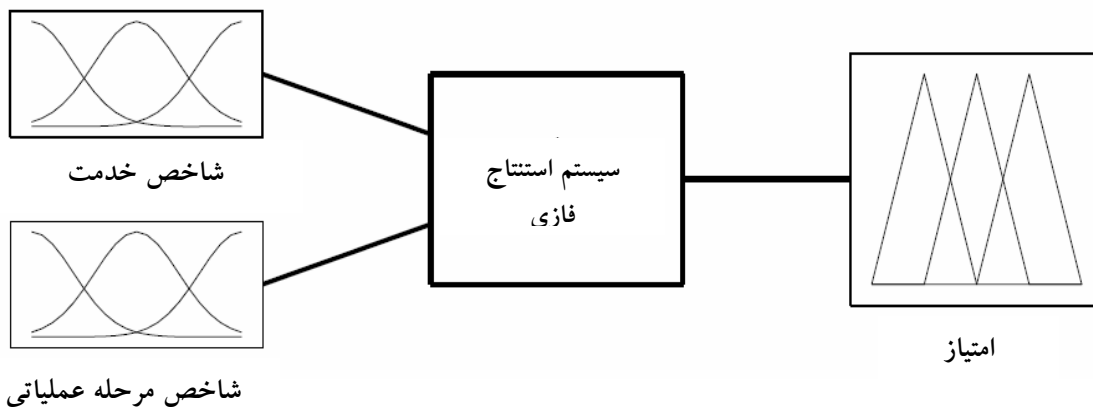 شاخص خدمت
سیستم استنتاج
فازی
امتیاز
شاخص مرحله عملیاتی